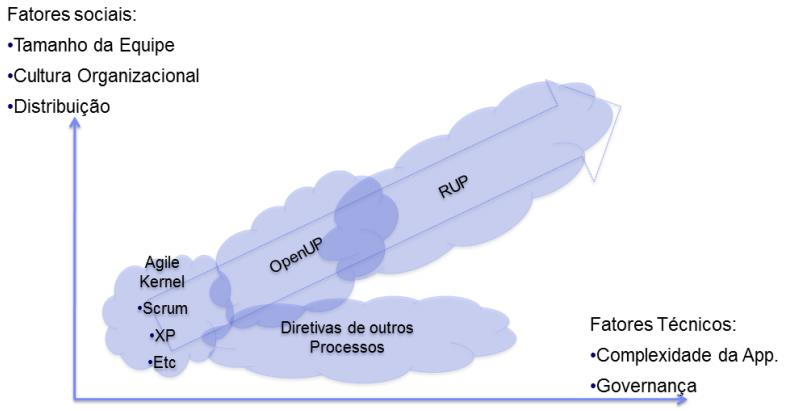 Fatores sociais:
•Tamanho da Equipe
•Cultura Organizacional
•Distribuição
RUP
OpenUP
Agile
Kernel
•Scrum
•XP
•Etc
Diretivas de outros
Processos
Fatores Técnicos:
•Complexidade da App.
•Governança